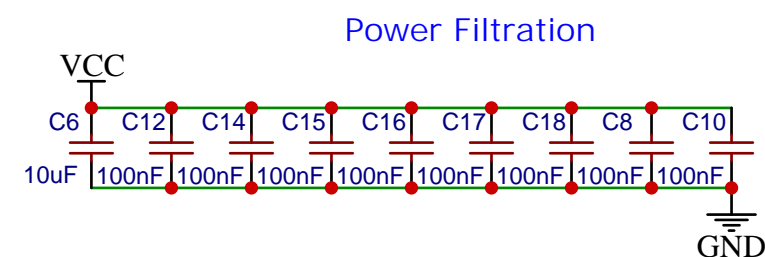 Power Filtration
VCC
C6 C12 C14 C15 C16 C17 C18 C8 C10
10uF 100nF 100nF 100nF 100nF 100nF 100nF 100nF 100nF
GND